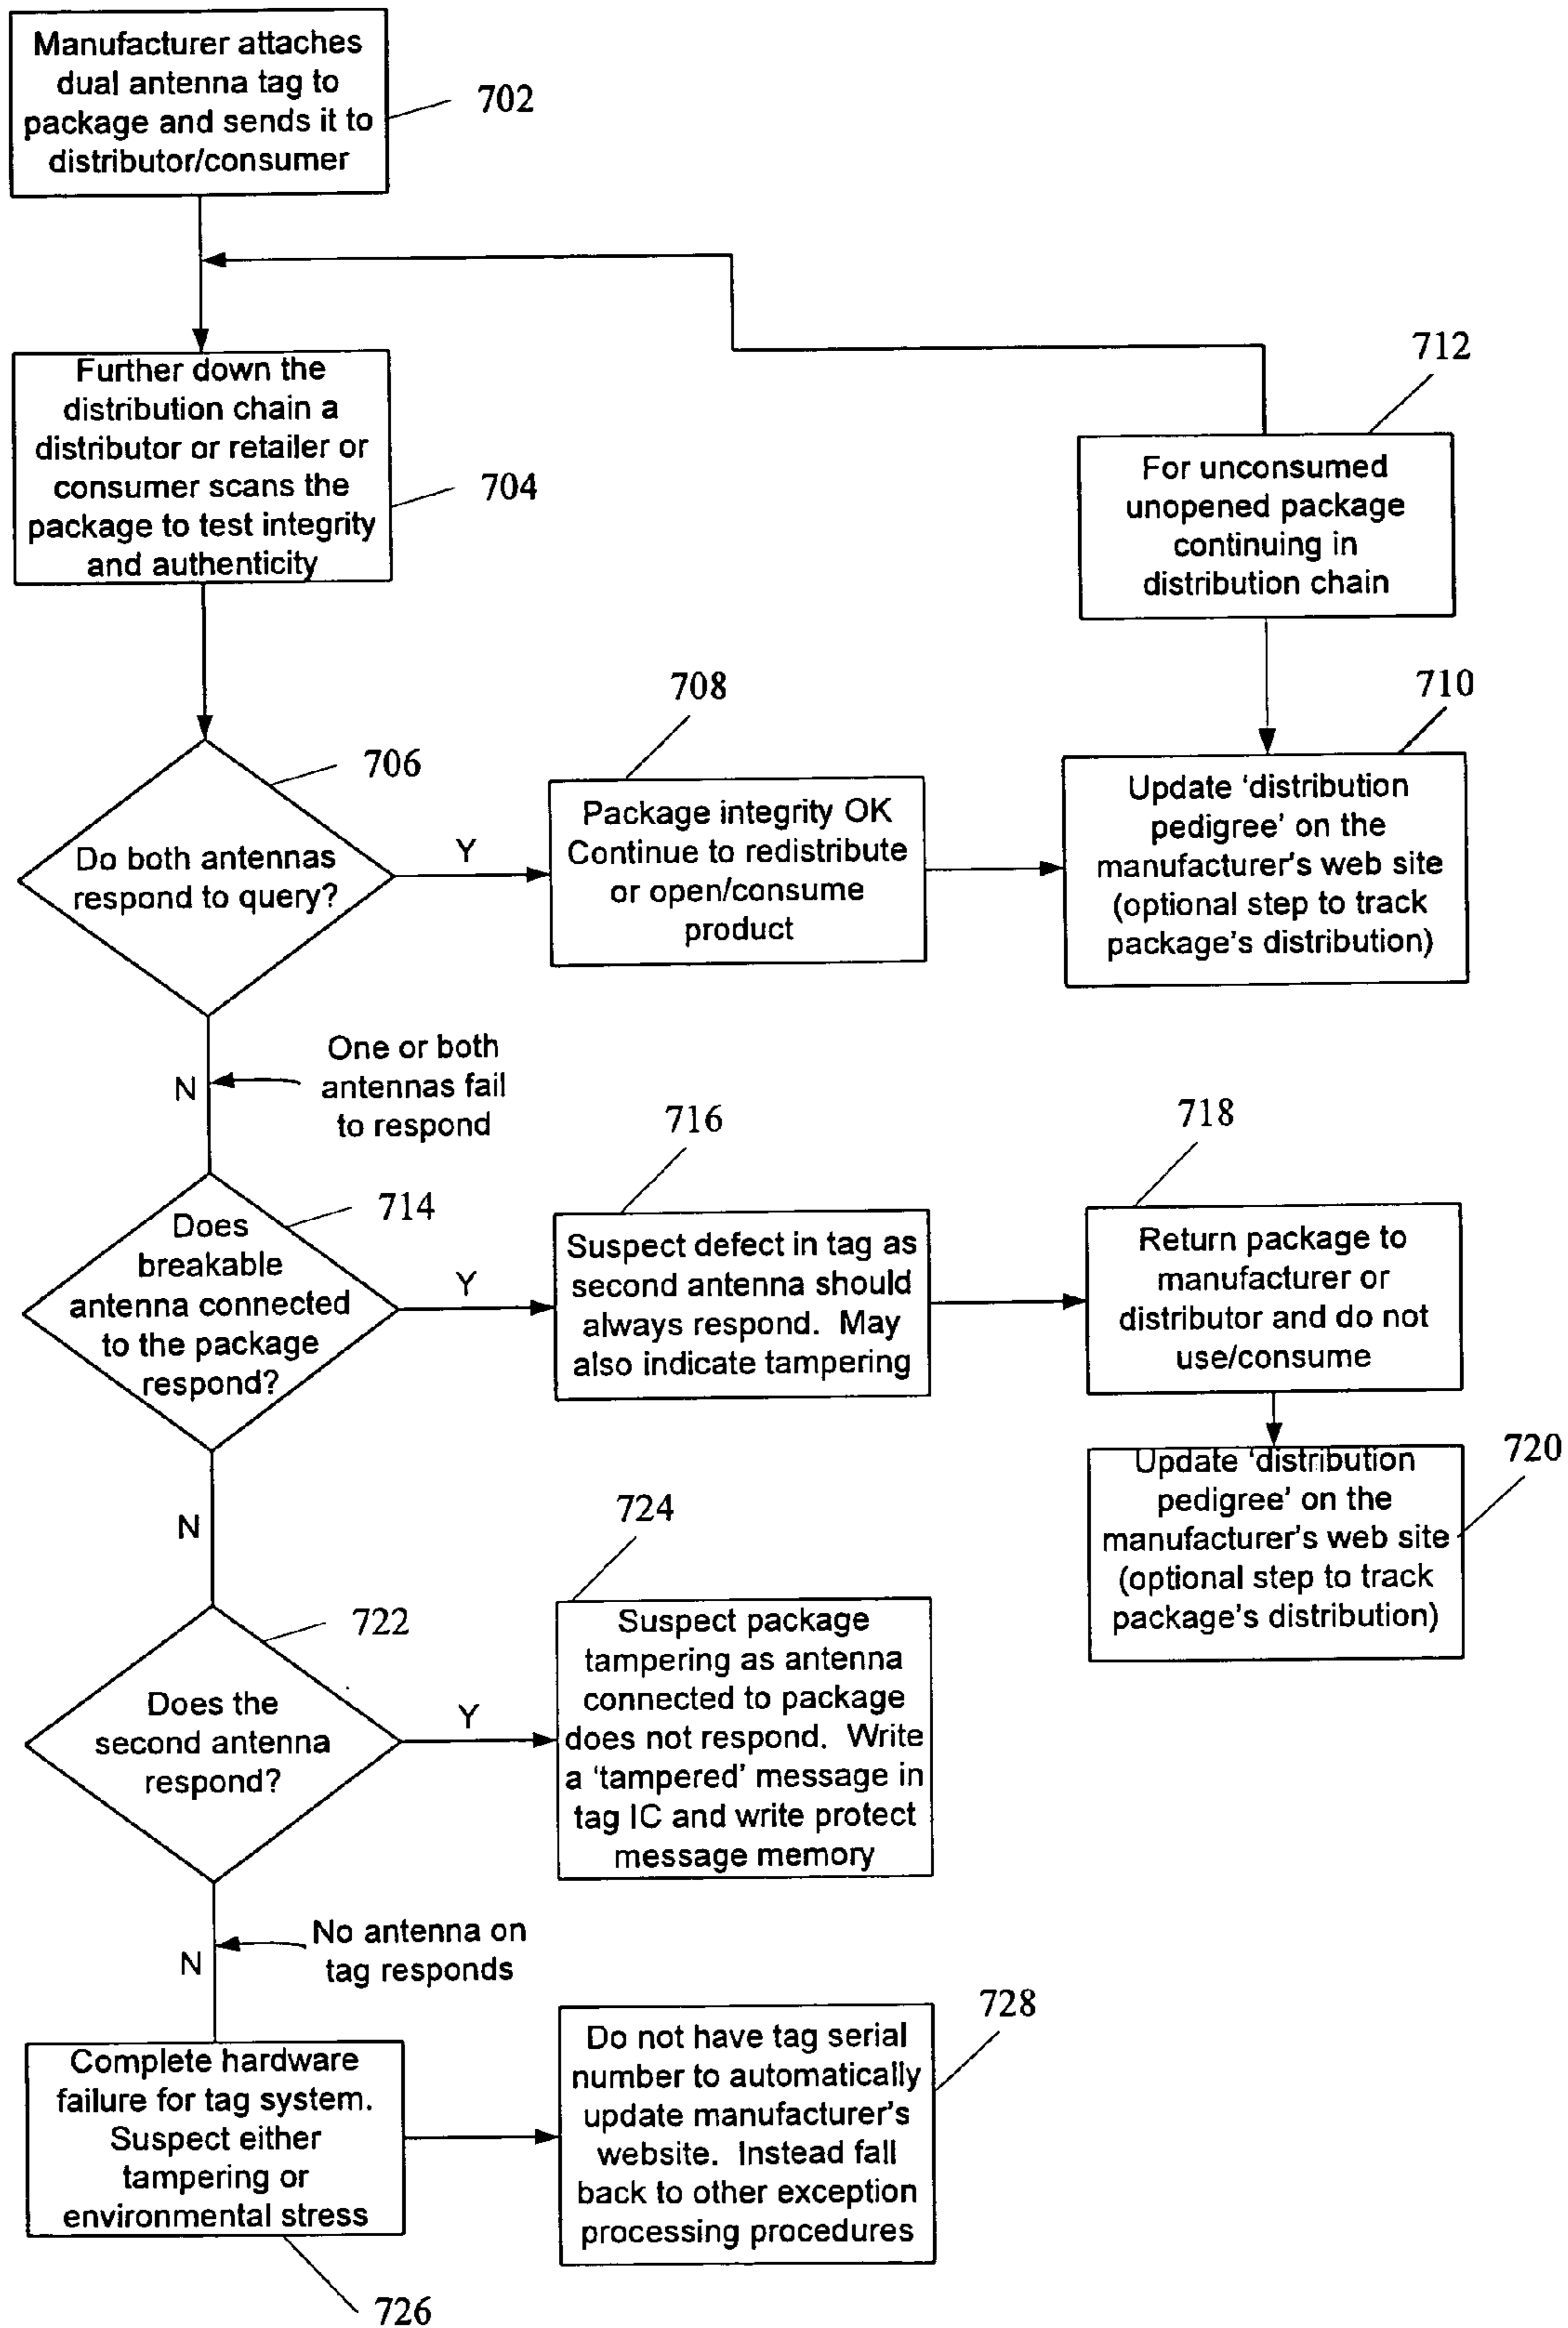 Manufacturer attaches
dual antenna tag to
package and sends it to
distributor/consumer
702
Further down the
distribution chain a
distributor or retailer or
consumer scans the
package to test integrity
and authenticity
704
712
For unconsumed
unopened package
continuing in
distribution chain
706
Do both antennas
respond to query?
Y
708
Package integrity OK
Continue to redistribute
or open/consume
product
710
Update ‘distribution
pedigree’ on the
manufacturer's web site
(optional step to track
package's distribution)
N
One or both
antennas fail
to respond
714
Does
breakable
antenna connected
to the package
respond?
Y
716
Suspect defect in tag as
second antenna should
always respond. May
also indicate tampering
718
Return package to
manufacturer or
distributor and do not
use/consume
720
Update ‘distribution
pedigree’ on the
manufacturer's web site
(optional step to track
package's distribution)
N
722
Does the
second antenna
respond?
Y
724
Suspect package
tampering as antenna
connected to package
does not respond. Write
a ‘tampered’ message in
tag IC and write protect
message memory
N
No antenna on
tag responds
Complete hardware
failure for tag system.
Suspect either
tampering or
environmental stress
726
728
Do not have tag serial
number to automatically
update manufacturer's
website. Instead fall
back to other exception
processing procedures